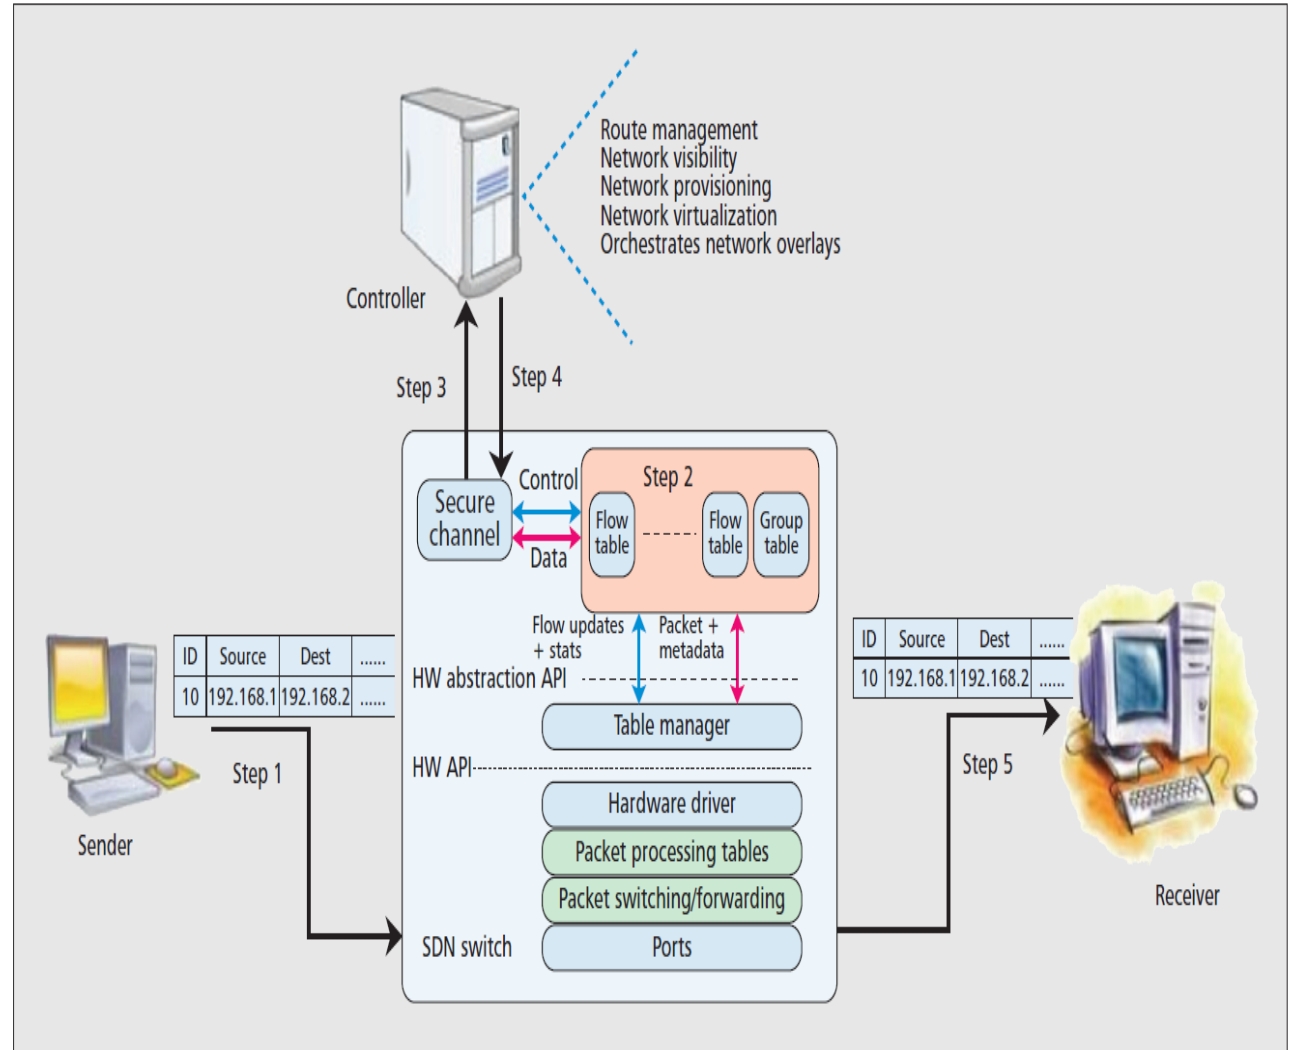 Route management
Network visibility
Network provisioning
Network virtualization
Orchestrates network overlays
Controller
Step 3
Step 4
Secure
channel
Control
Data
Step 2
Flow
table
Flow
table
Group
table
Flow updates
+ stats
Packet +
metadata
HW abstraction API
Table manager
HW API
Hardware driver
Packet processing tables
Packet switching/forwarding
SDN switch
Ports
ID Source Dest ......
10 192.168.1 192.168.2 ......
Step 1
Sender
ID Source Dest ......
10 192.168.1 192.168.2 ......
Step 5
Receiver